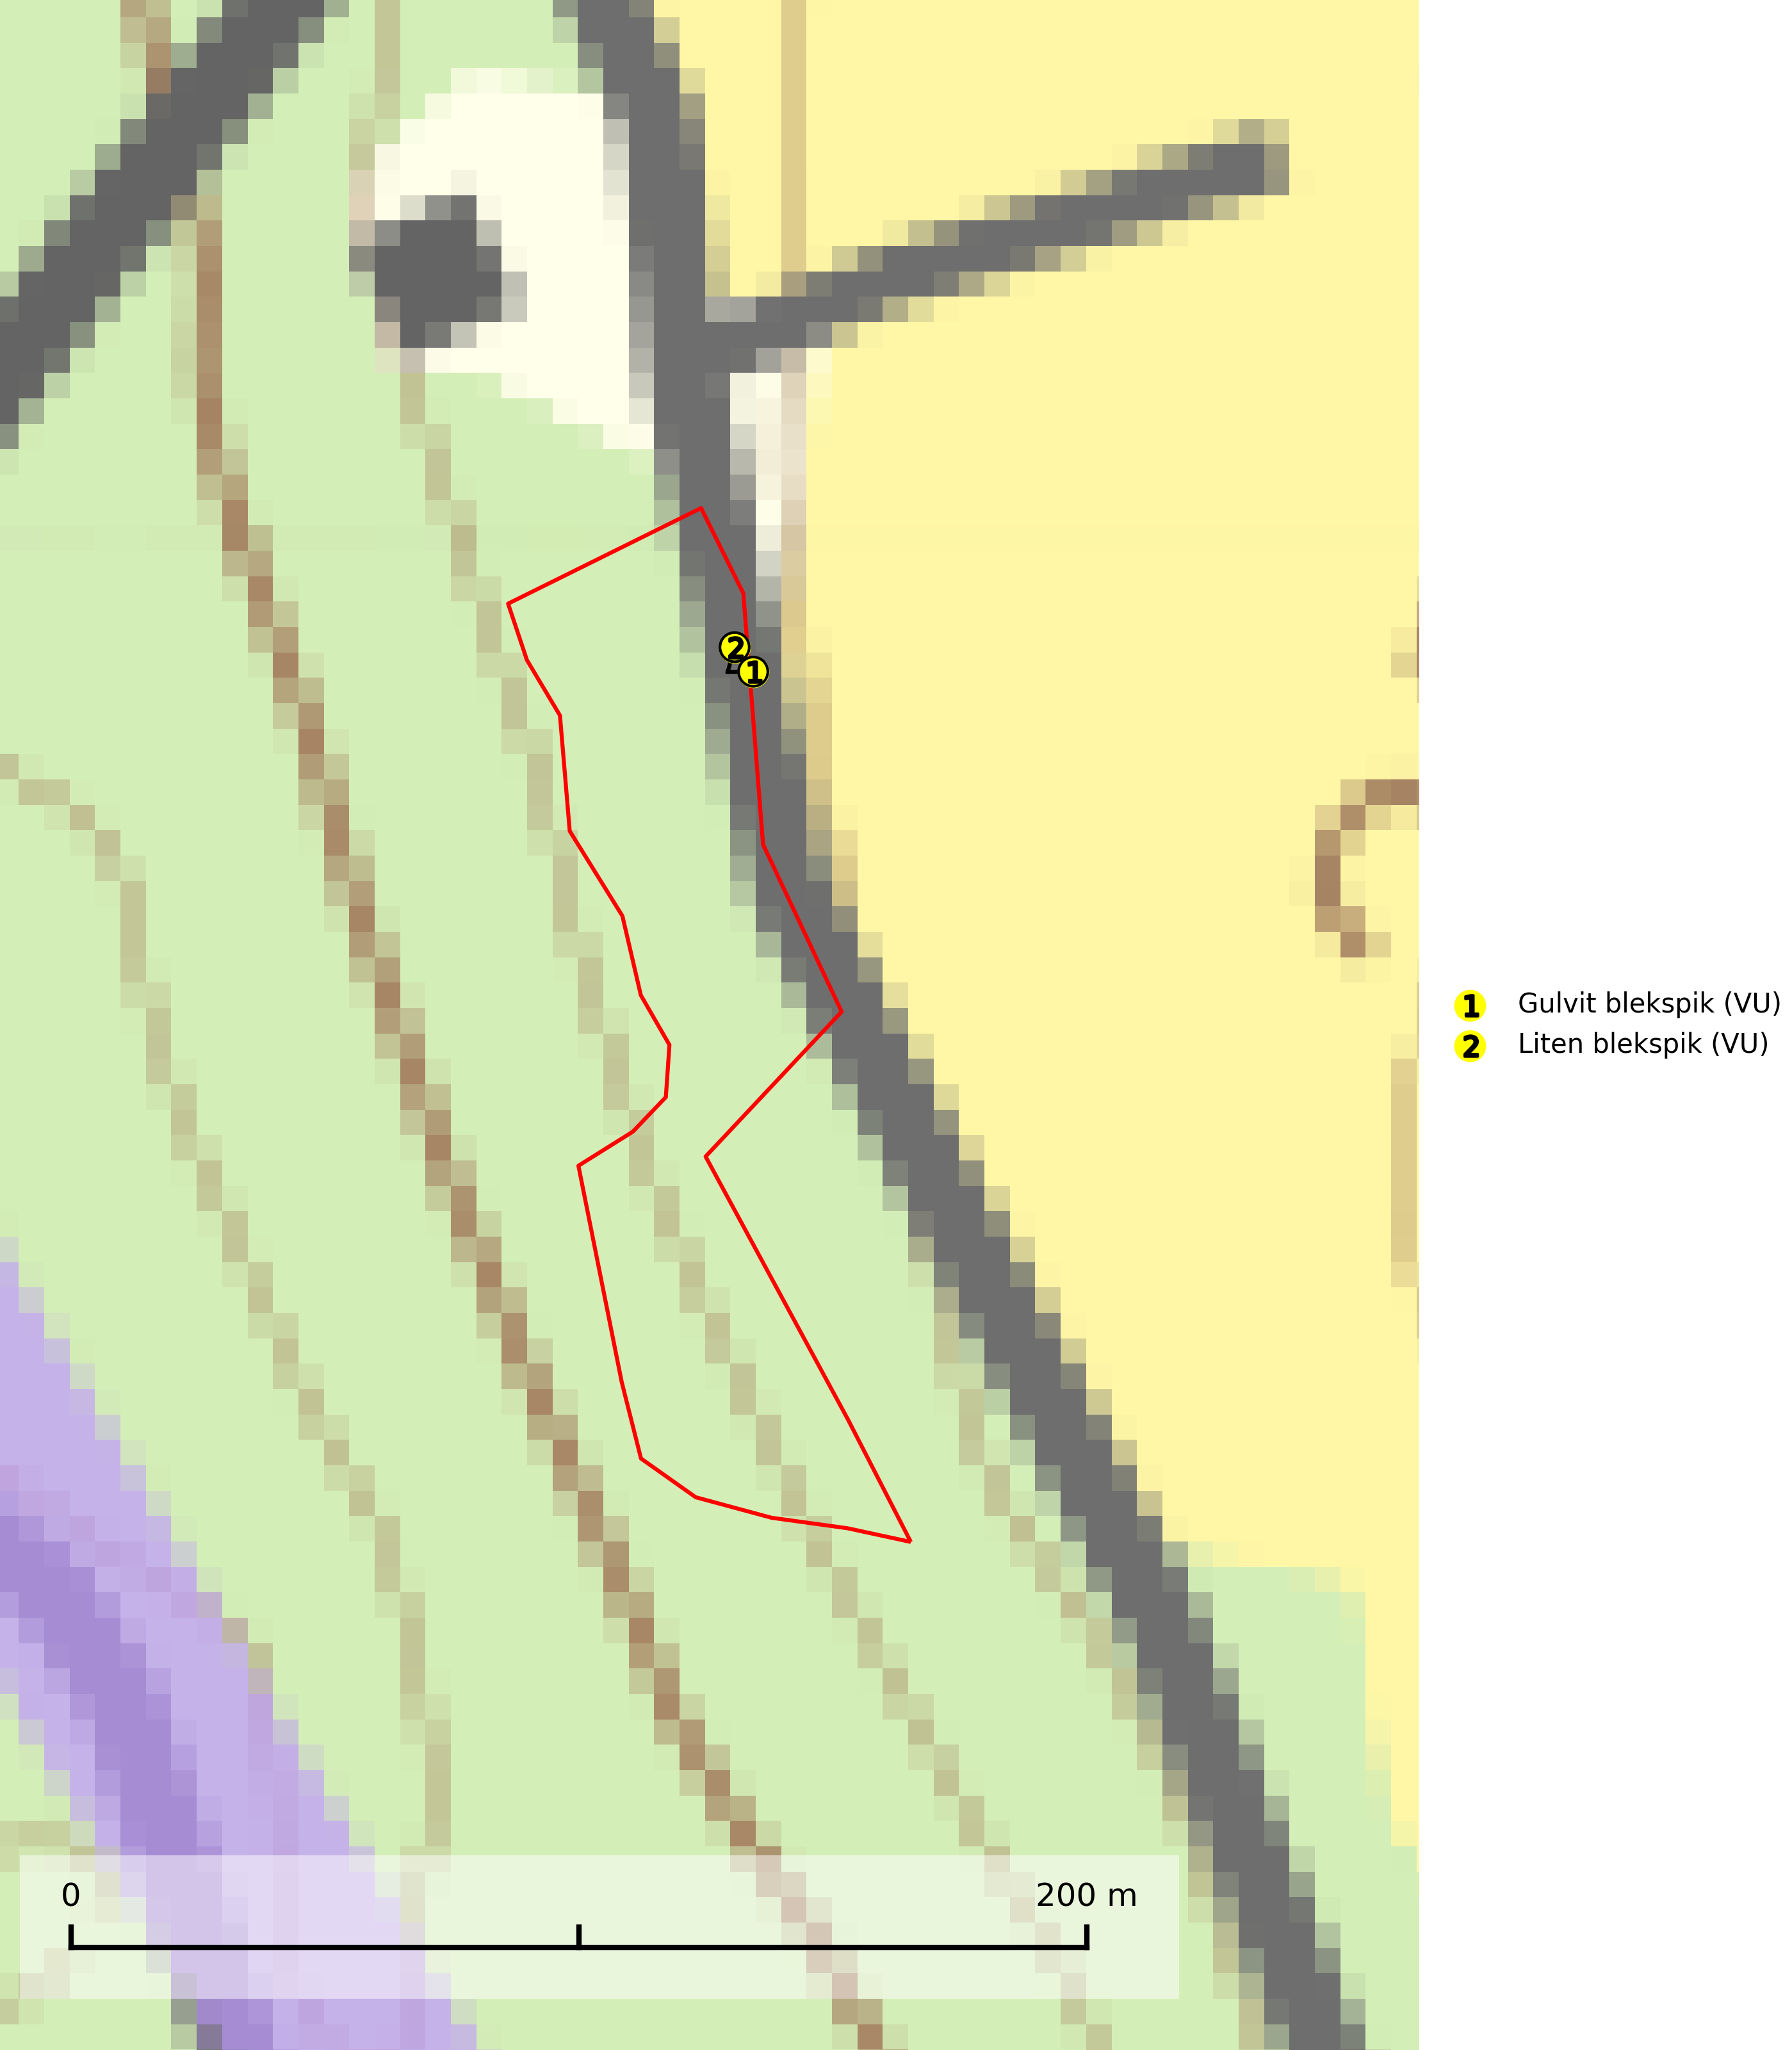 2
1
1 Gulvit blekspik (VU)
2 Liten blekspik (VU)
0 200 m